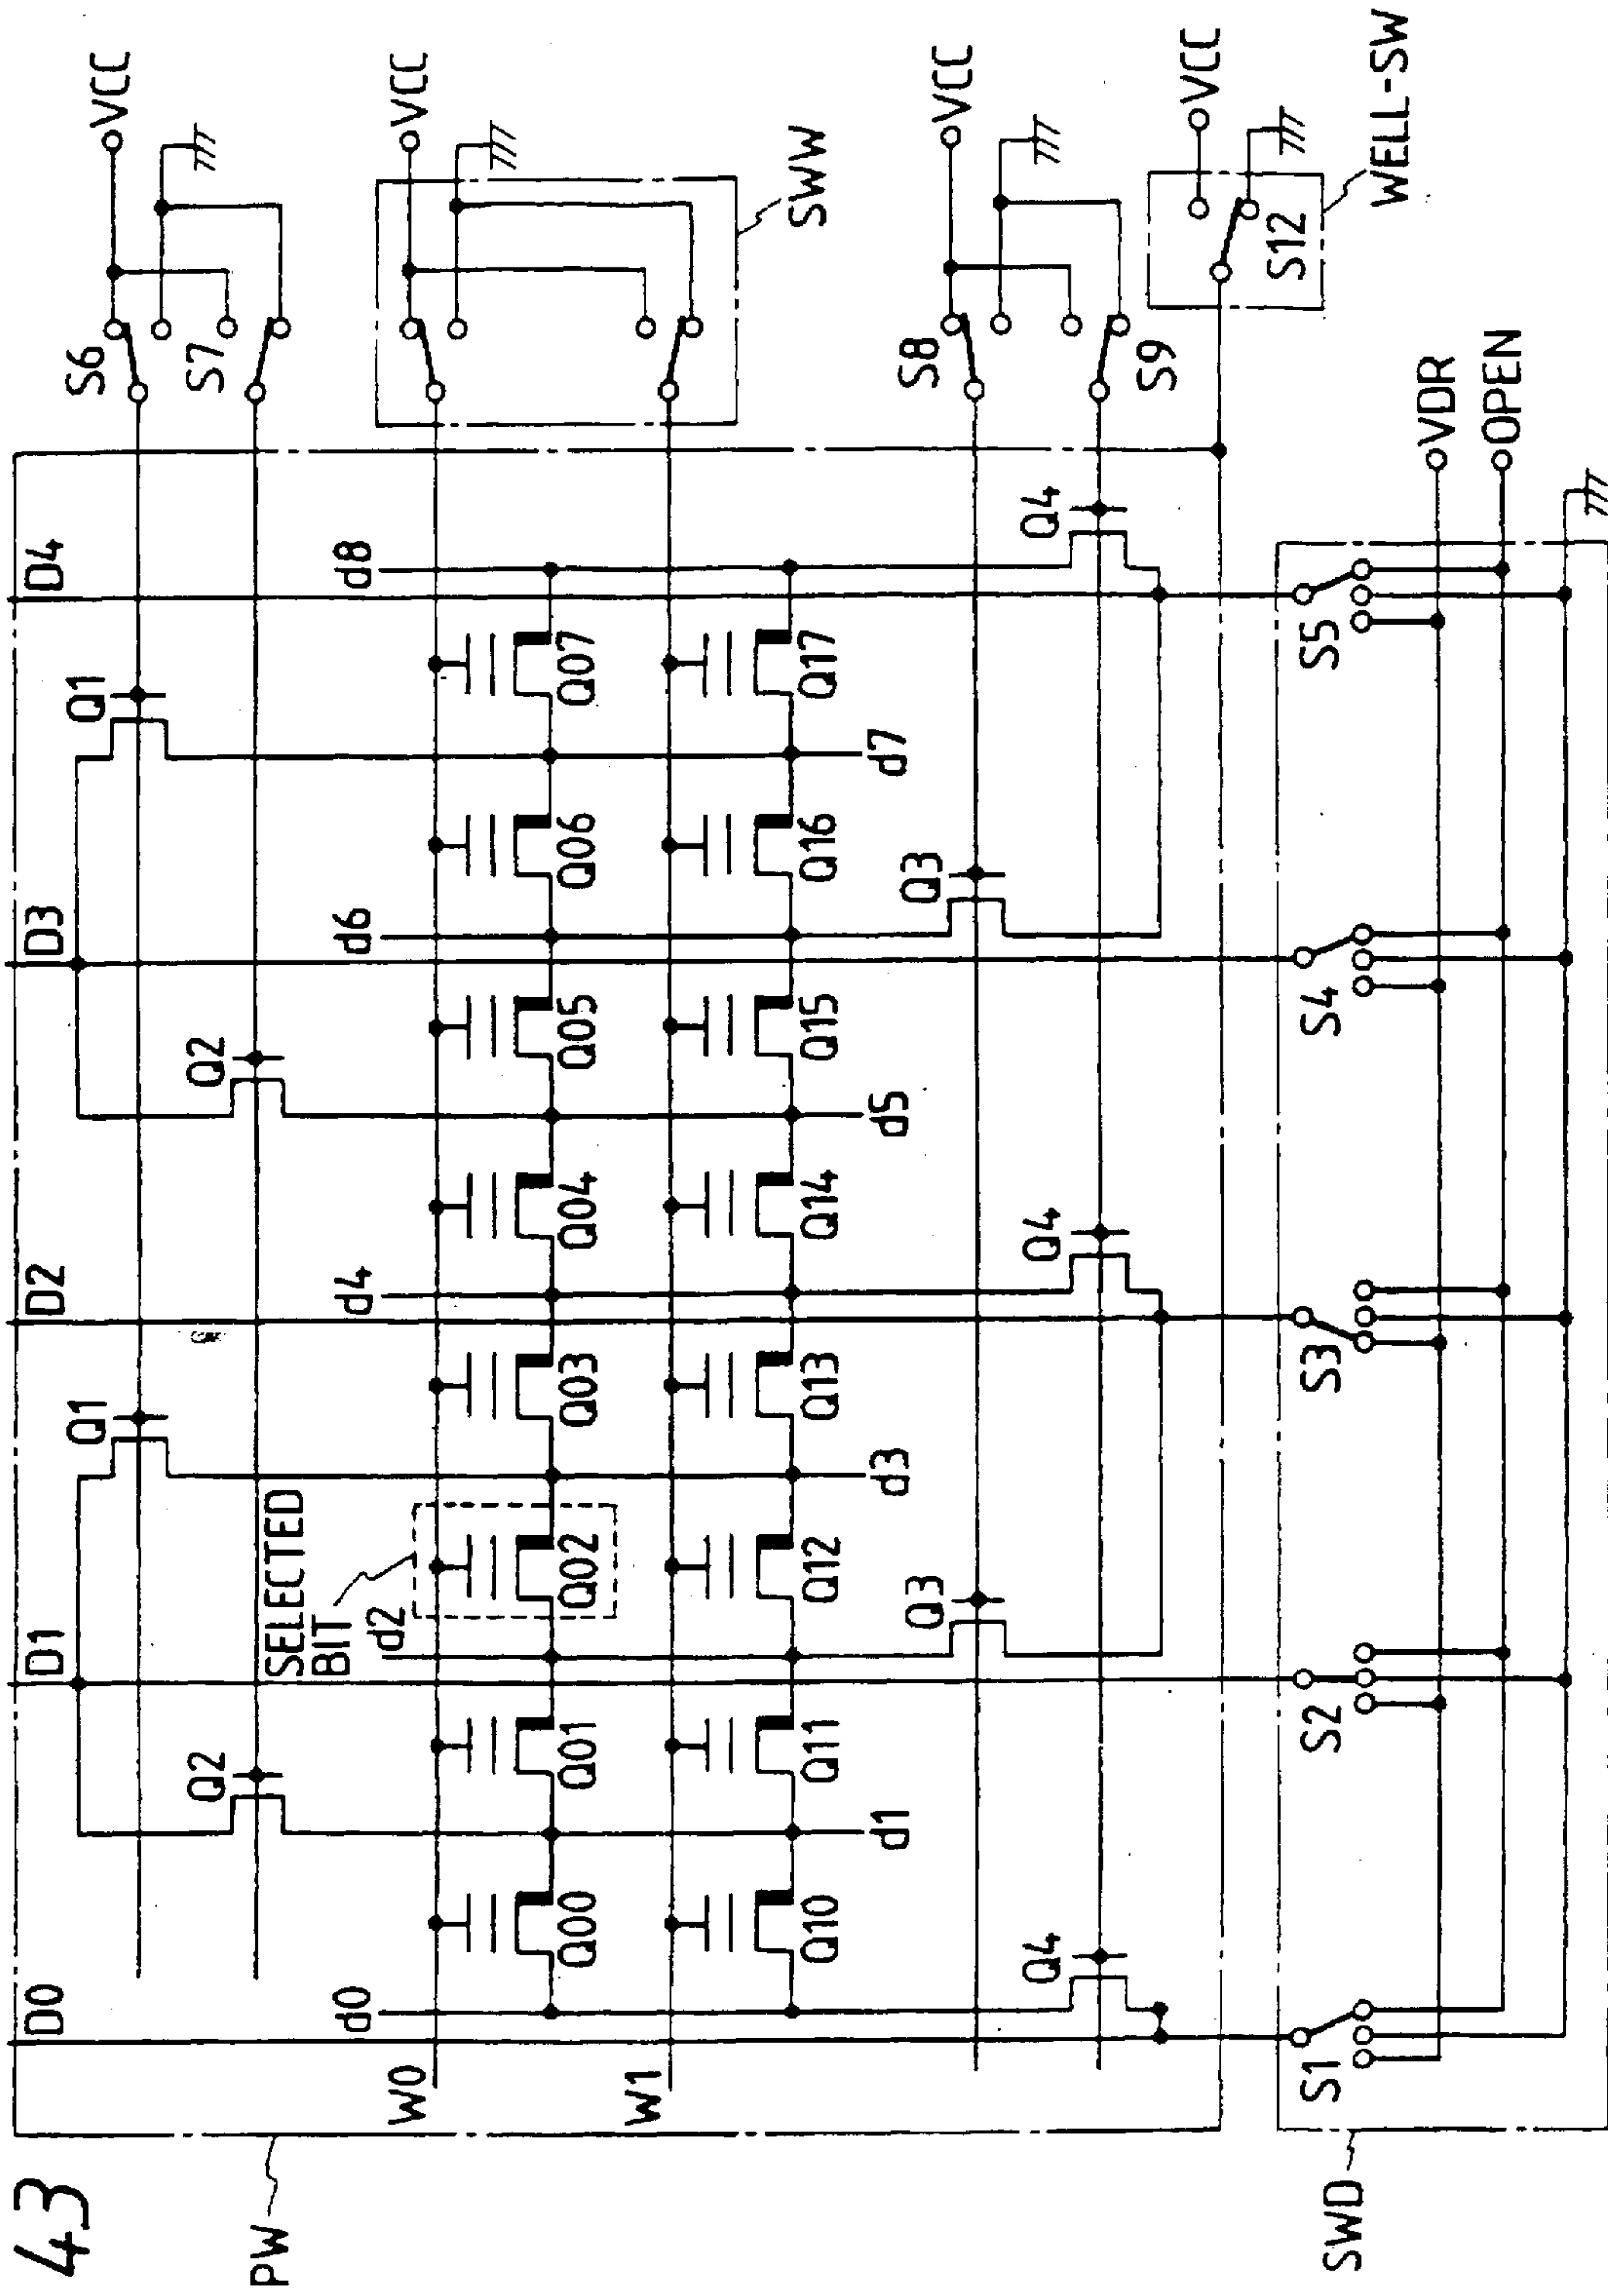 43
D0
D1
D2
D3
D4
Q1
Q1
S6
VCC
Q2
Q2
S7
PW
SELECTED
BIT
d0
d2
d4
d6
d8
VCC
W0
Q00
Q01
Q02
Q03
Q04
Q05
Q06
Q07
W1
SWW
Q10
Q11
Q12
Q13
Q14
Q15
Q16
Q17
d1
d3
d5
d7
Q3
Q3
S8
VCC
Q4
Q4
Q4
S9
VCC
S12
WELL-SW
SWD
S1
S2
S3
S4
S5
VDR
OPEN